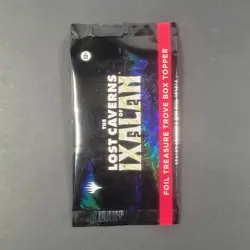 THE
LOST CAVERNS
OF
IXALAN
FOIL TREASURE TROVE BOX TOPPER